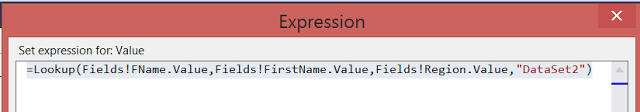 Expression
Set expression for: Value
=Lookup(Fields!FName.Value,Fields!FirstName.Value,Fields!Region.Value,"DataSet2")